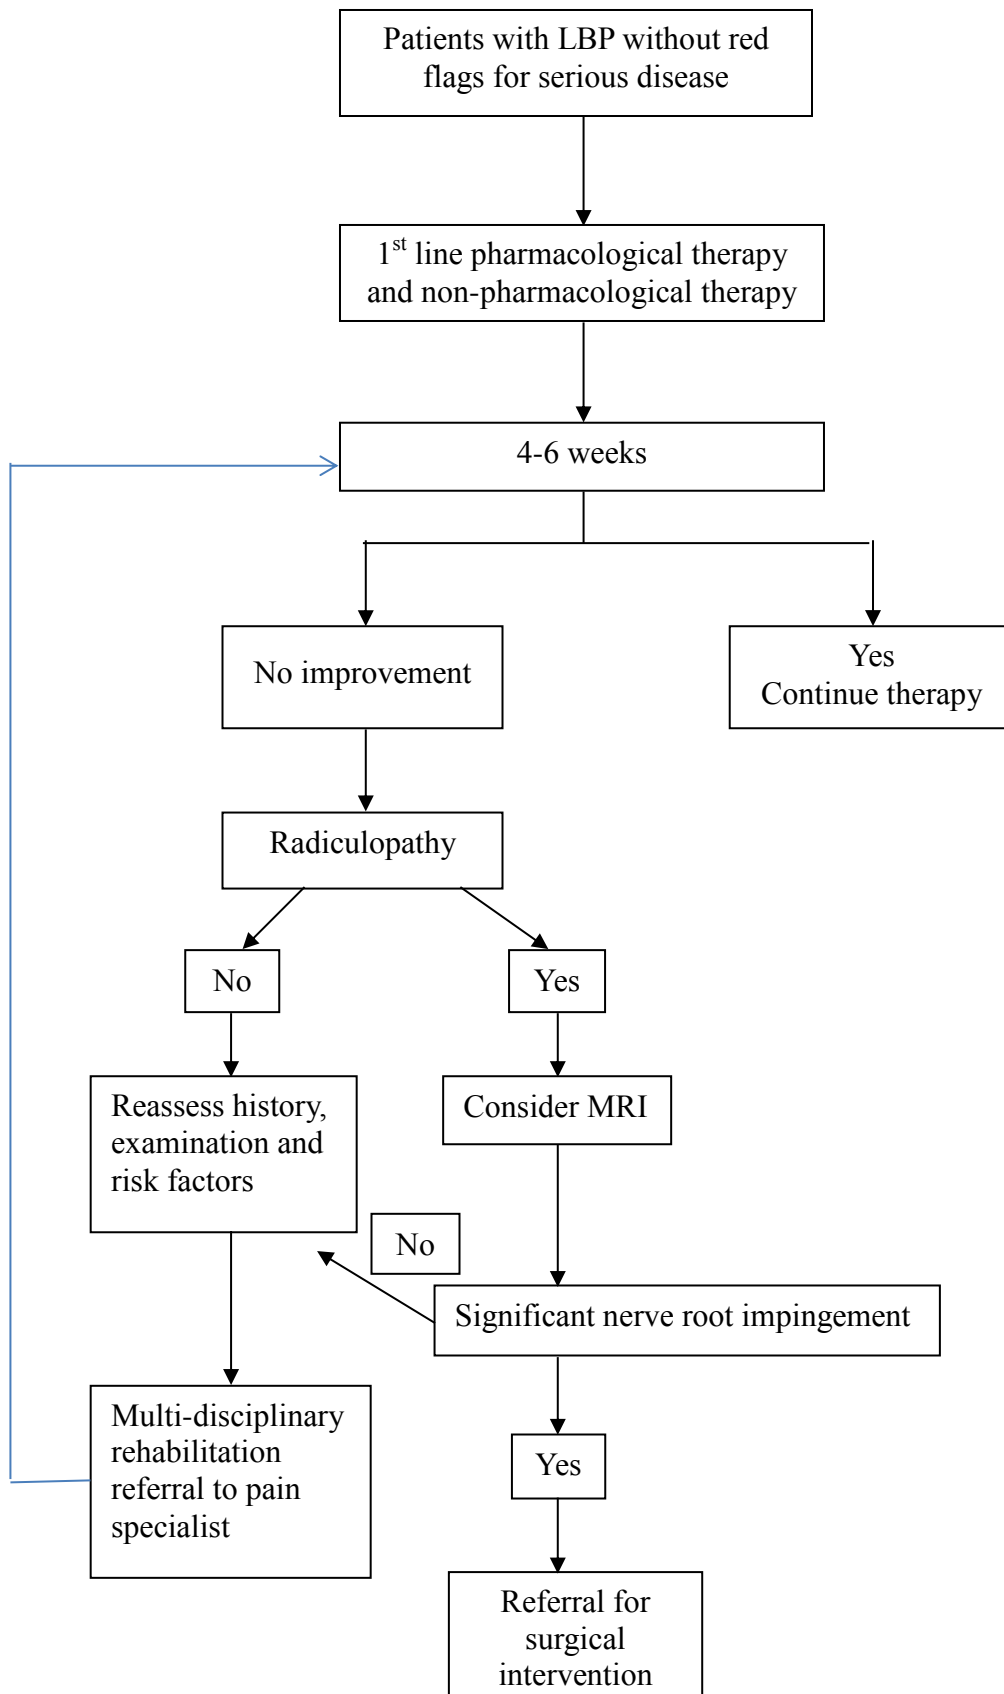 Patients with LBP without red
flags for serious disease
1st line pharmacological therapy
and non-pharmacological therapy
4-6 weeks
No improvement
Yes
Continue therapy
Radiculopathy
No
Yes
Reassess history,
examination and
risk factors
Consider MRI
No
Significant nerve root impingement
Multi-disciplinary
rehabilitation
referral to pain
specialist
Yes
Referral for
surgical
intervention